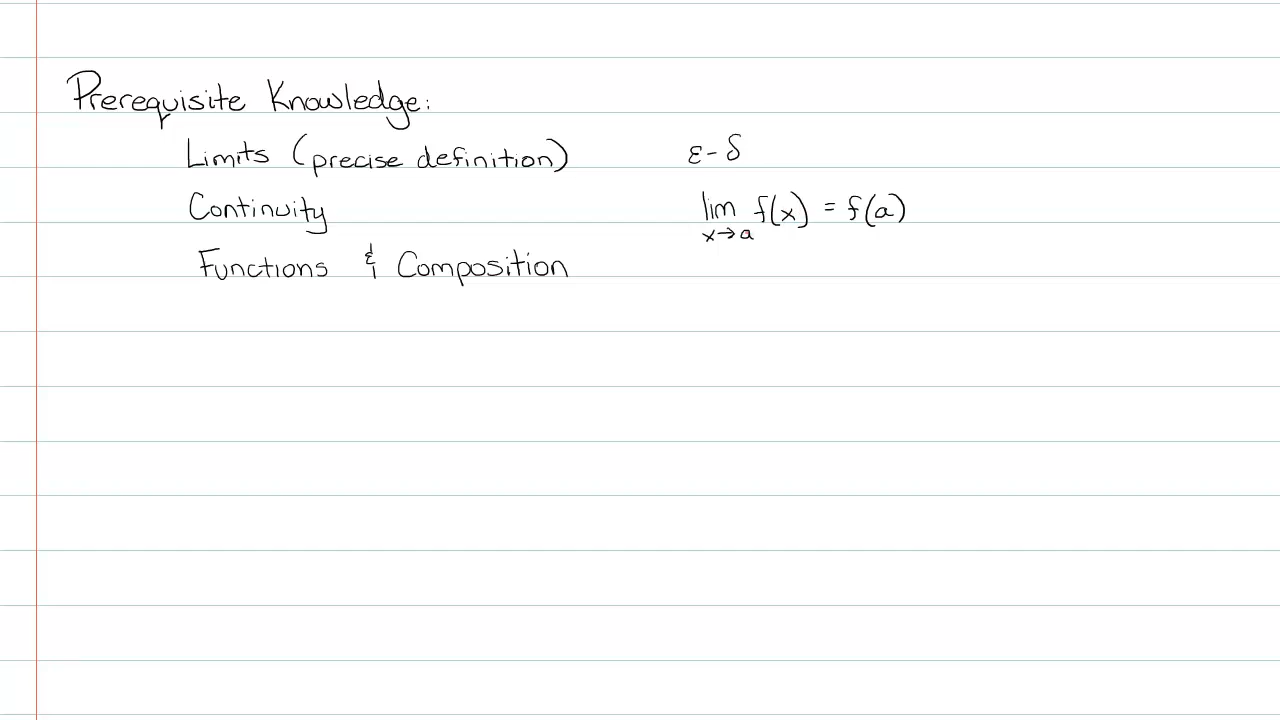 Prerequisite Knowledge:
Limits (precise definition) ε-δ
Continuity lim x→a f(x) = f(a)
Functions & Composition